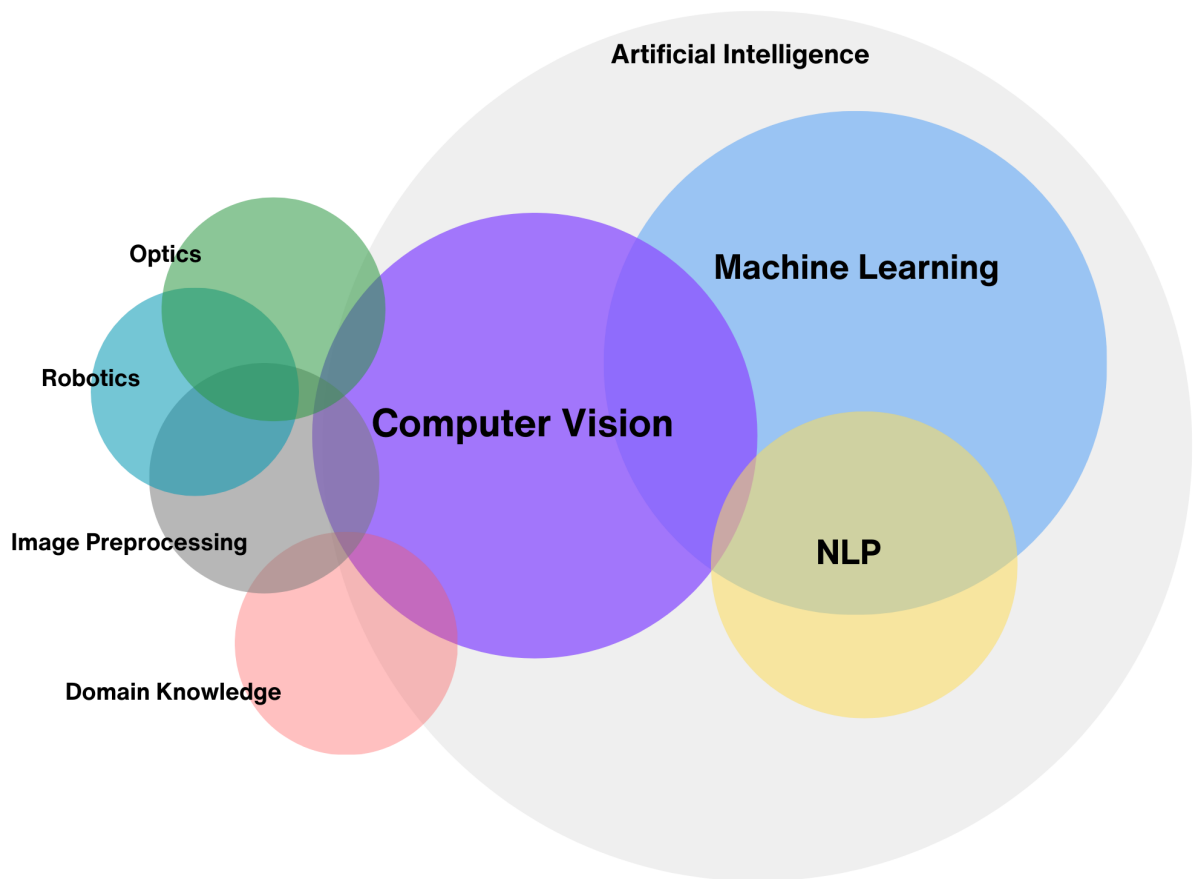 Artificial Intelligence
Optics
Machine Learning
Robotics
Computer Vision
Image Preprocessing
NLP
Domain Knowledge